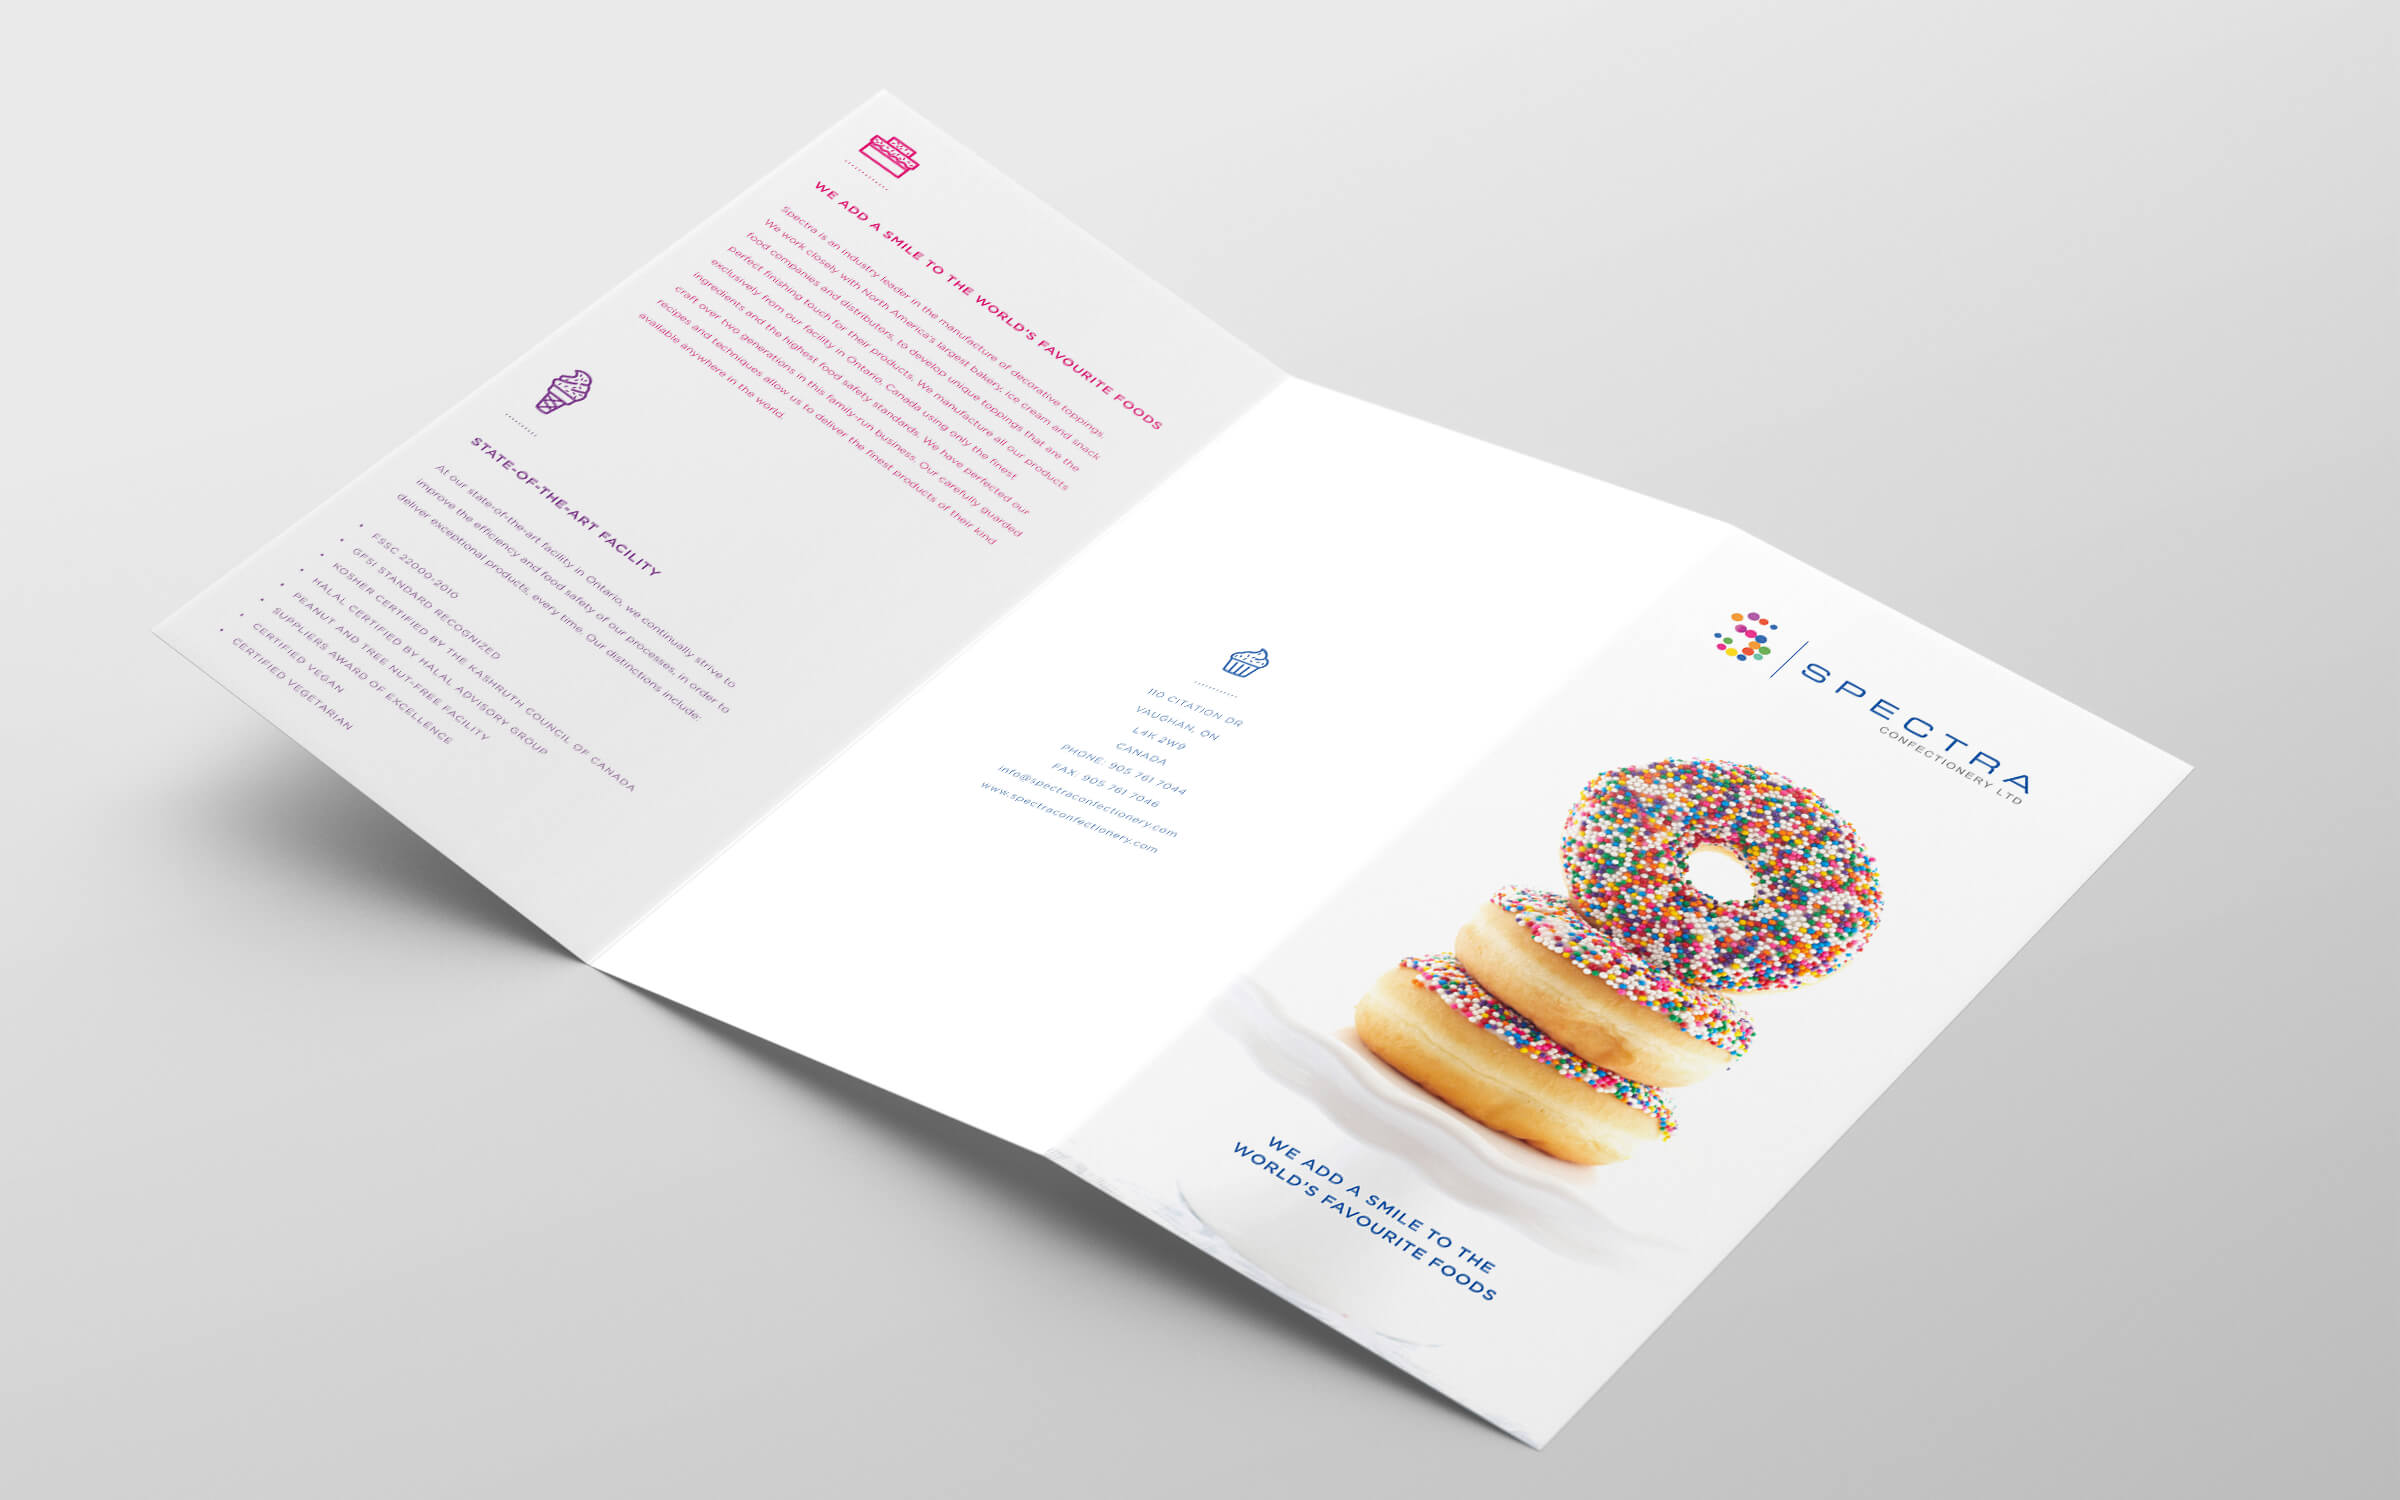 WE ADD A SMILE TO THE WORLD'S FAVOURITE FOODS
Spectra is an industry leader in the manufacture of decorative toppings.
We work closely with North America's largest bakery, ice cream and snack
food companies and distributors, to develop unique toppings that are the
perfect finishing touch for their products. We manufacture all our products
exclusively from our facility in Ontario, Canada using only the finest
ingredients and the highest food safety standards. We have perfected our
craft over two generations in this family-run business. Our carefully guarded
recipes and techniques allow us to deliver the finest products of their kind
available anywhere in the world.
STATE-OF-THE-ART FACILITY
At our state-of-the-art facility in Ontario, we continually strive to
improve the efficiency and food safety of our processes, in order to
deliver exceptional products, every time. Our distinctions include:
• FSSC 22000:2010
• GFSI STANDARD RECOGNIZED
• KOSHER CERTIFIED BY THE KASHRUTH COUNCIL OF CANADA
• HALAL CERTIFIED BY HALAL ADVISORY GROUP
• PEANUT AND TREE NUT-FREE FACILITY
• SUPPLIERS AWARD OF EXCELLENCE
• CERTIFIED VEGAN
• CERTIFIED VEGETARIAN
110 CITATION DR
VAUGHAN, ON
L4K 2W9
CANADA
PHONE: 905 761 7044
FAX: 905 761 7046
info@spectraconfectionery.com
www.spectraconfectionery.com
SPECTRA
CONFECTIONERY LTD
WE ADD A SMILE TO THE
WORLD'S FAVOURITE FOODS